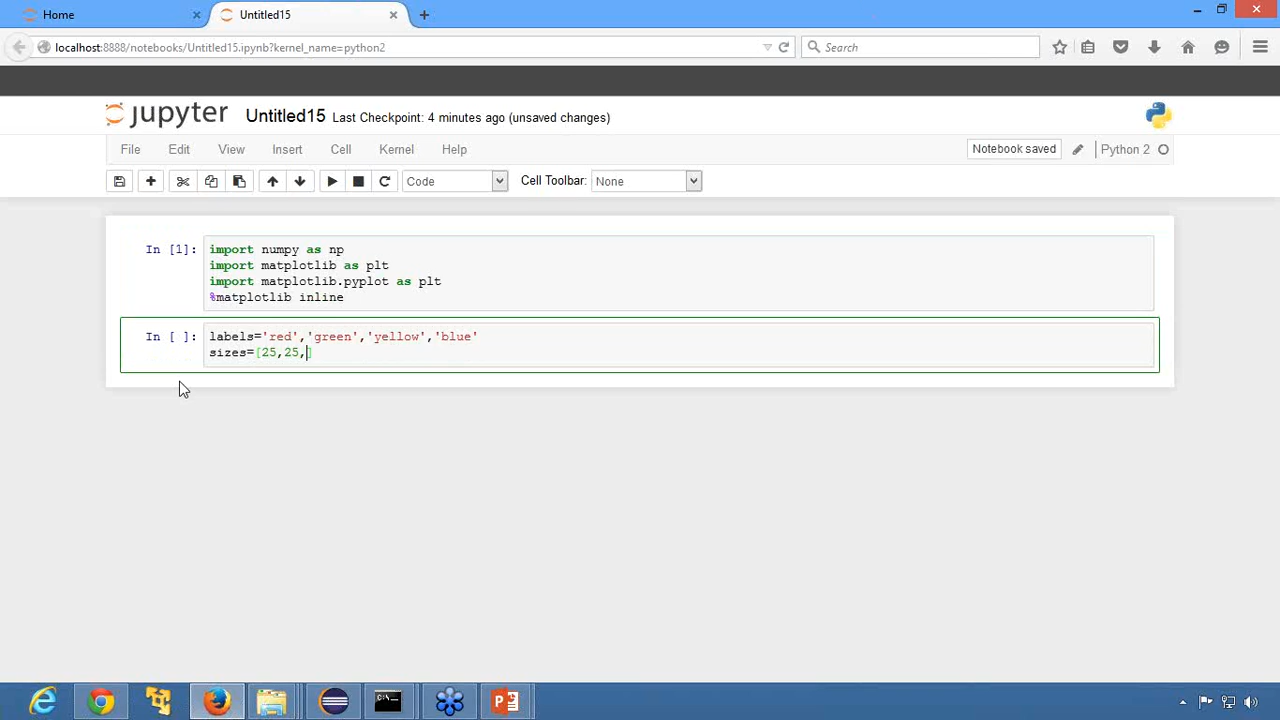 Home
Untitled15
localhost:8888/notebooks/Untitled15.ipynb?kernel_name=python2
Search
jupyter Untitled15 Last Checkpoint: 4 minutes ago (unsaved changes)
File Edit View Insert Cell Kernel Help
Notebook saved
Python 2
Code
Cell Toolbar: None
In [1]: import numpy as np
import matplotlib as plt
import matplotlib.pyplot as plt
%matplotlib inline
In [ ]: labels='red','green','yellow','blue'
sizes=[25,25,]